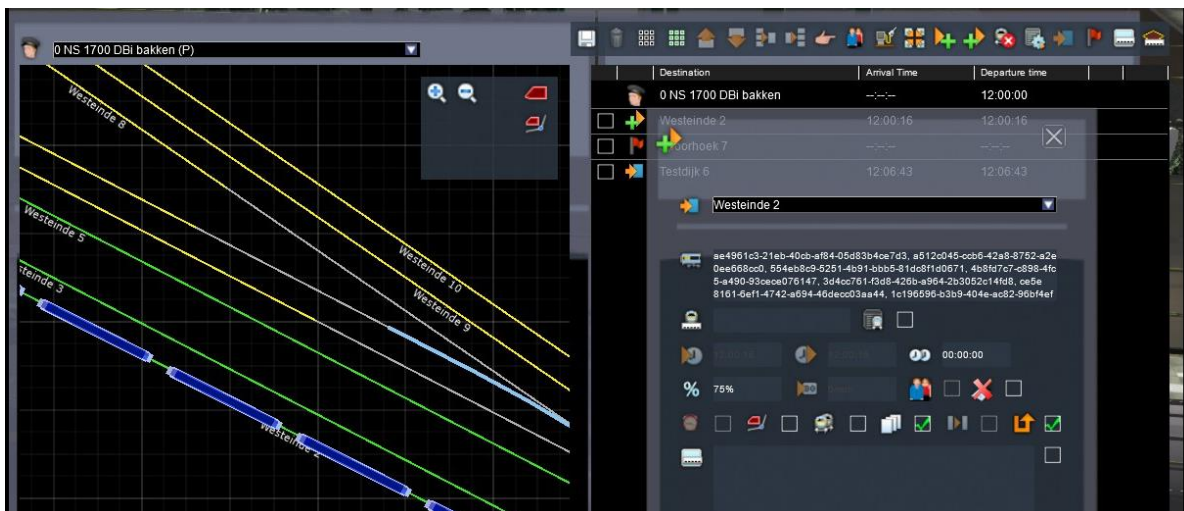 0 NS 1700 DBi bakken (P)
Westeinde 8
Westeinde 5
Westeinde 10
Westeinde 9
steinde 3
Westeinde 2
Destination Arrival Time Departure time
0 NS 1700 DBi bakken --:--:-- 12:00:00
Westeinde 2 12:00:16 12:00:16
oorhoek 7 --:--:-- --:--:--
Testdijk 6 12:06:43 12:06:43
Westeinde 2
ae4961c3-21eb-40cb-af84-05d83b4ce7d3, a512c045-ccb6-42a8-8752-a2e
0ee668cc0, 554eb8c9-5251-4b91-bbb5-81dc8f1d0671, 4b8fd7c7-c898-4fc
5-a490-93cece076147, 3d4cc761-f3d8-426b-a964-2b3052c14fd8, ce5e
8161-6ef1-4742-a694-46decc03aa44, 1c196596-b3b9-404e-ac82-96bf4ef
00:00:00
% 75%